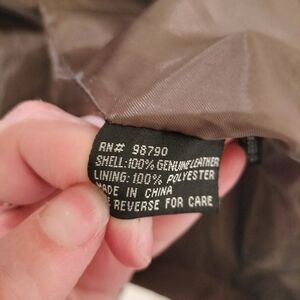 RN# 98790
SHELL:100% GENUINE LEATHER
LINING: 100% POLYESTER
MADE IN CHINA
REVERSE FOR CARE